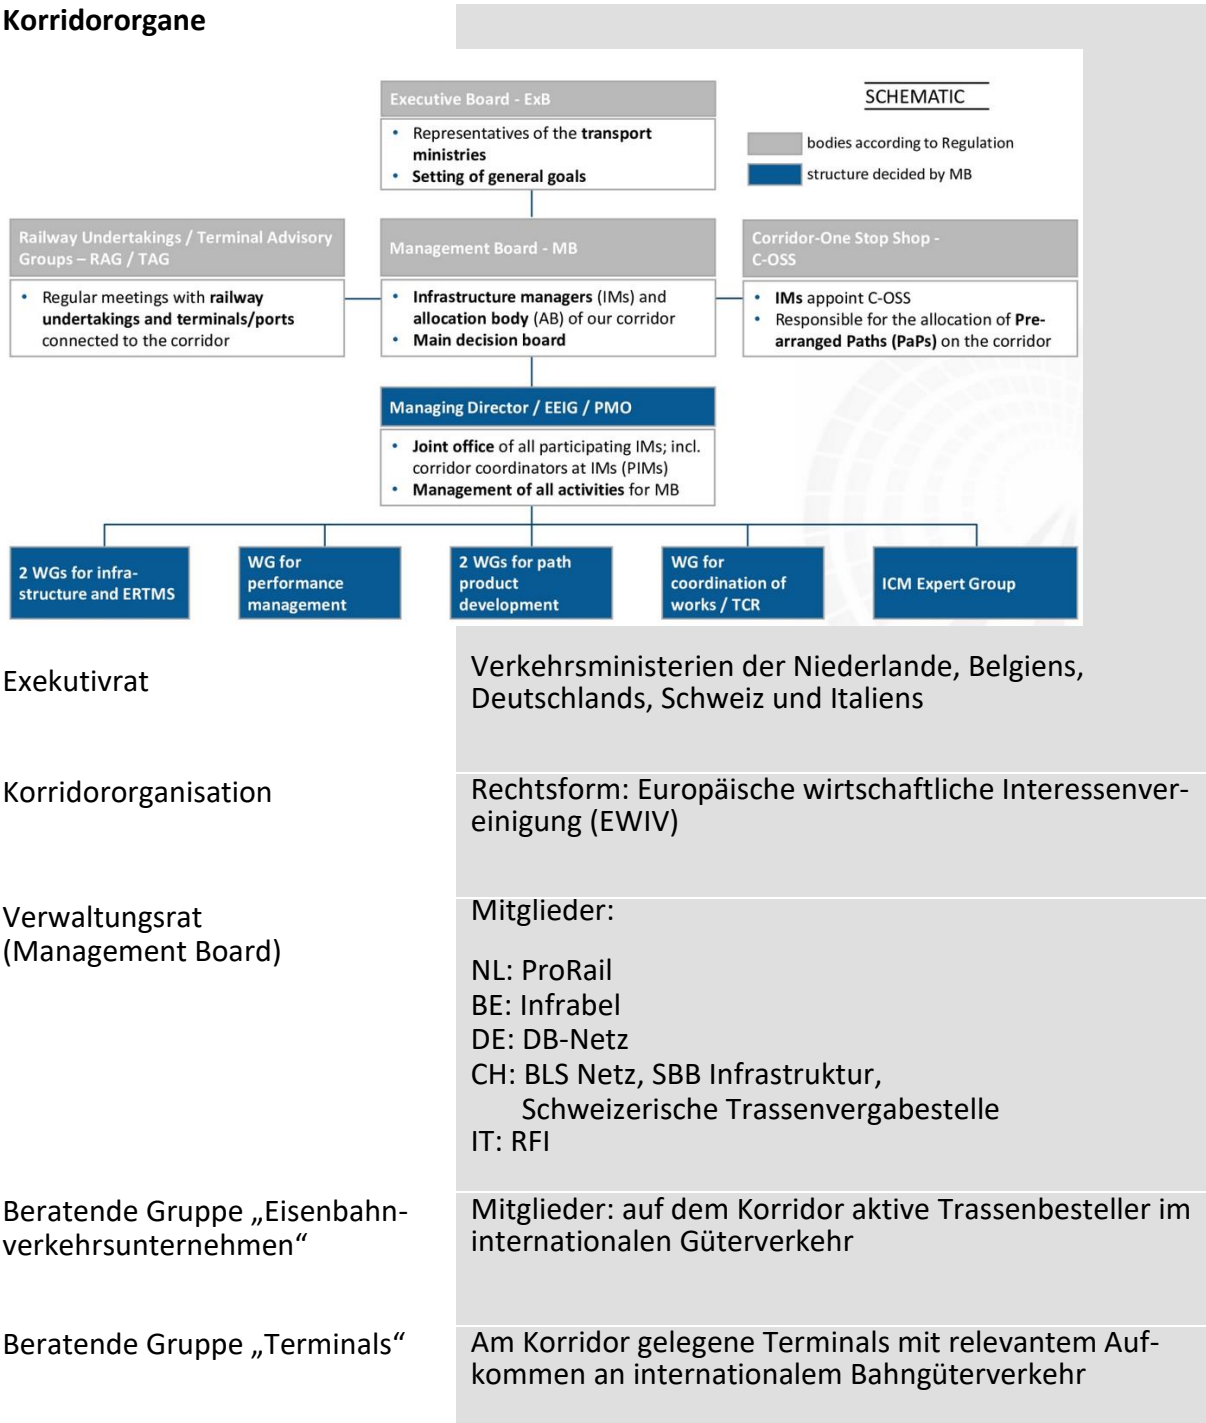 Korridororgane
Executive Board - ExB
• Representatives of the transport
ministries
• Setting of general goals
SCHEMATIC
bodies according to Regulation
structure decided by MB
Railway Undertakings / Terminal Advisory
Groups – RAG / TAG
• Regular meetings with railway
undertakings and terminals/ports
connected to the corridor
Management Board - MB
• Infrastructure managers (IMs) and
allocation body (AB) of our corridor
• Main decision board
Corridor-One Stop Shop -
C-OSS
• IMs appoint C-OSS
• Responsible for the allocation of Pre-
arranged Paths (PaPs) on the corridor
Managing Director / EEIG / PMO
• Joint office of all participating IMs; incl.
corridor coordinators at IMs (PIMs)
• Management of all activities for MB
2 WGs for infra-
structure and ERTMS
WG for
performance
management
2 WGs for path
product
development
WG for
coordination of
works / TCR
ICM Expert Group
Exekutivrat
Verkehrsministerien der Niederlande, Belgiens,
Deutschlands, Schweiz und Italiens
Korridororganisation
Rechtsform: Europäische wirtschaftliche Interessenver-
einigung (EWIV)
Verwaltungsrat
(Management Board)
Mitglieder:
NL: ProRail
BE: Infrabel
DE: DB-Netz
CH: BLS Netz, SBB Infrastruktur,
Schweizerische Trassenvergabestelle
IT: RFI
Beratende Gruppe „Eisenbahn-
verkehrsunternehmen“
Mitglieder: auf dem Korridor aktive Trassenbesteller im
internationalen Güterverkehr
Beratende Gruppe „Terminals“
Am Korridor gelegene Terminals mit relevantem Auf-
kommen an internationalem Bahngüterverkehr